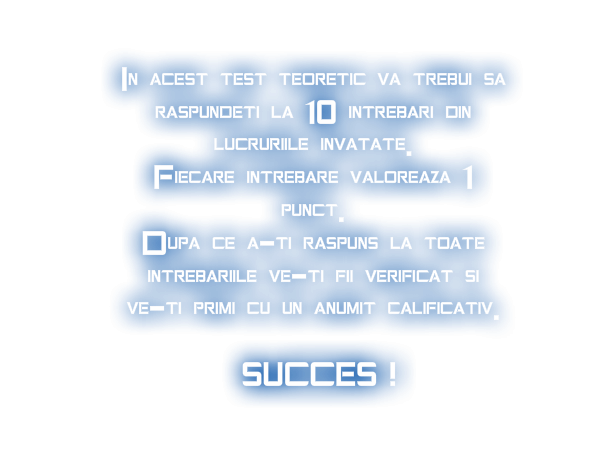 In acest test teoretic va trebui sa
raspundeti la 10 intrebari din
lucruriile invatate.
Fiecare intrebare valoreaza 1
punct.
Dupa ce a-ti raspuns la toate
intrebariile ve-ti fii verificat si
ve-ti primi cu un anumit calificativ.
SUCCES !